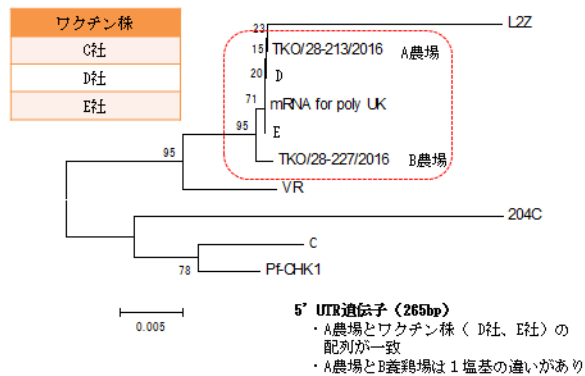 ワクチン株
C社
D社
E社
23
L2Z
15
TKO/28-213/2016 A農場
20
D
71
mRNA for poly UK
E
95
TKO/28-227/2016 B農場
95
VR
204C
C
78
Pf-CHK1
0.005
5’ UTR遺伝子（265bp）
・A農場とワクチン株（ D社、E社）の
配列が一致
・A農場とB養鶏場は１塩基の違いがあり